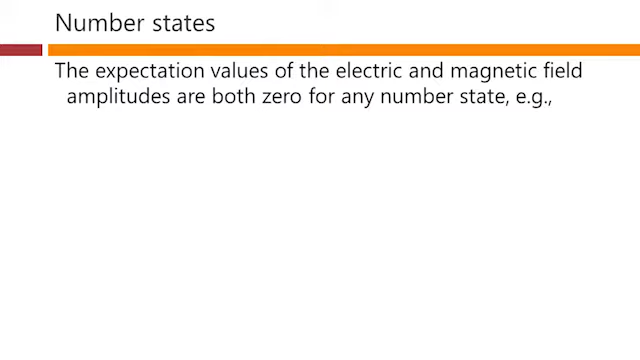 Number states
The expectation values of the electric and magnetic field
amplitudes are both zero for any number state, e.g.,